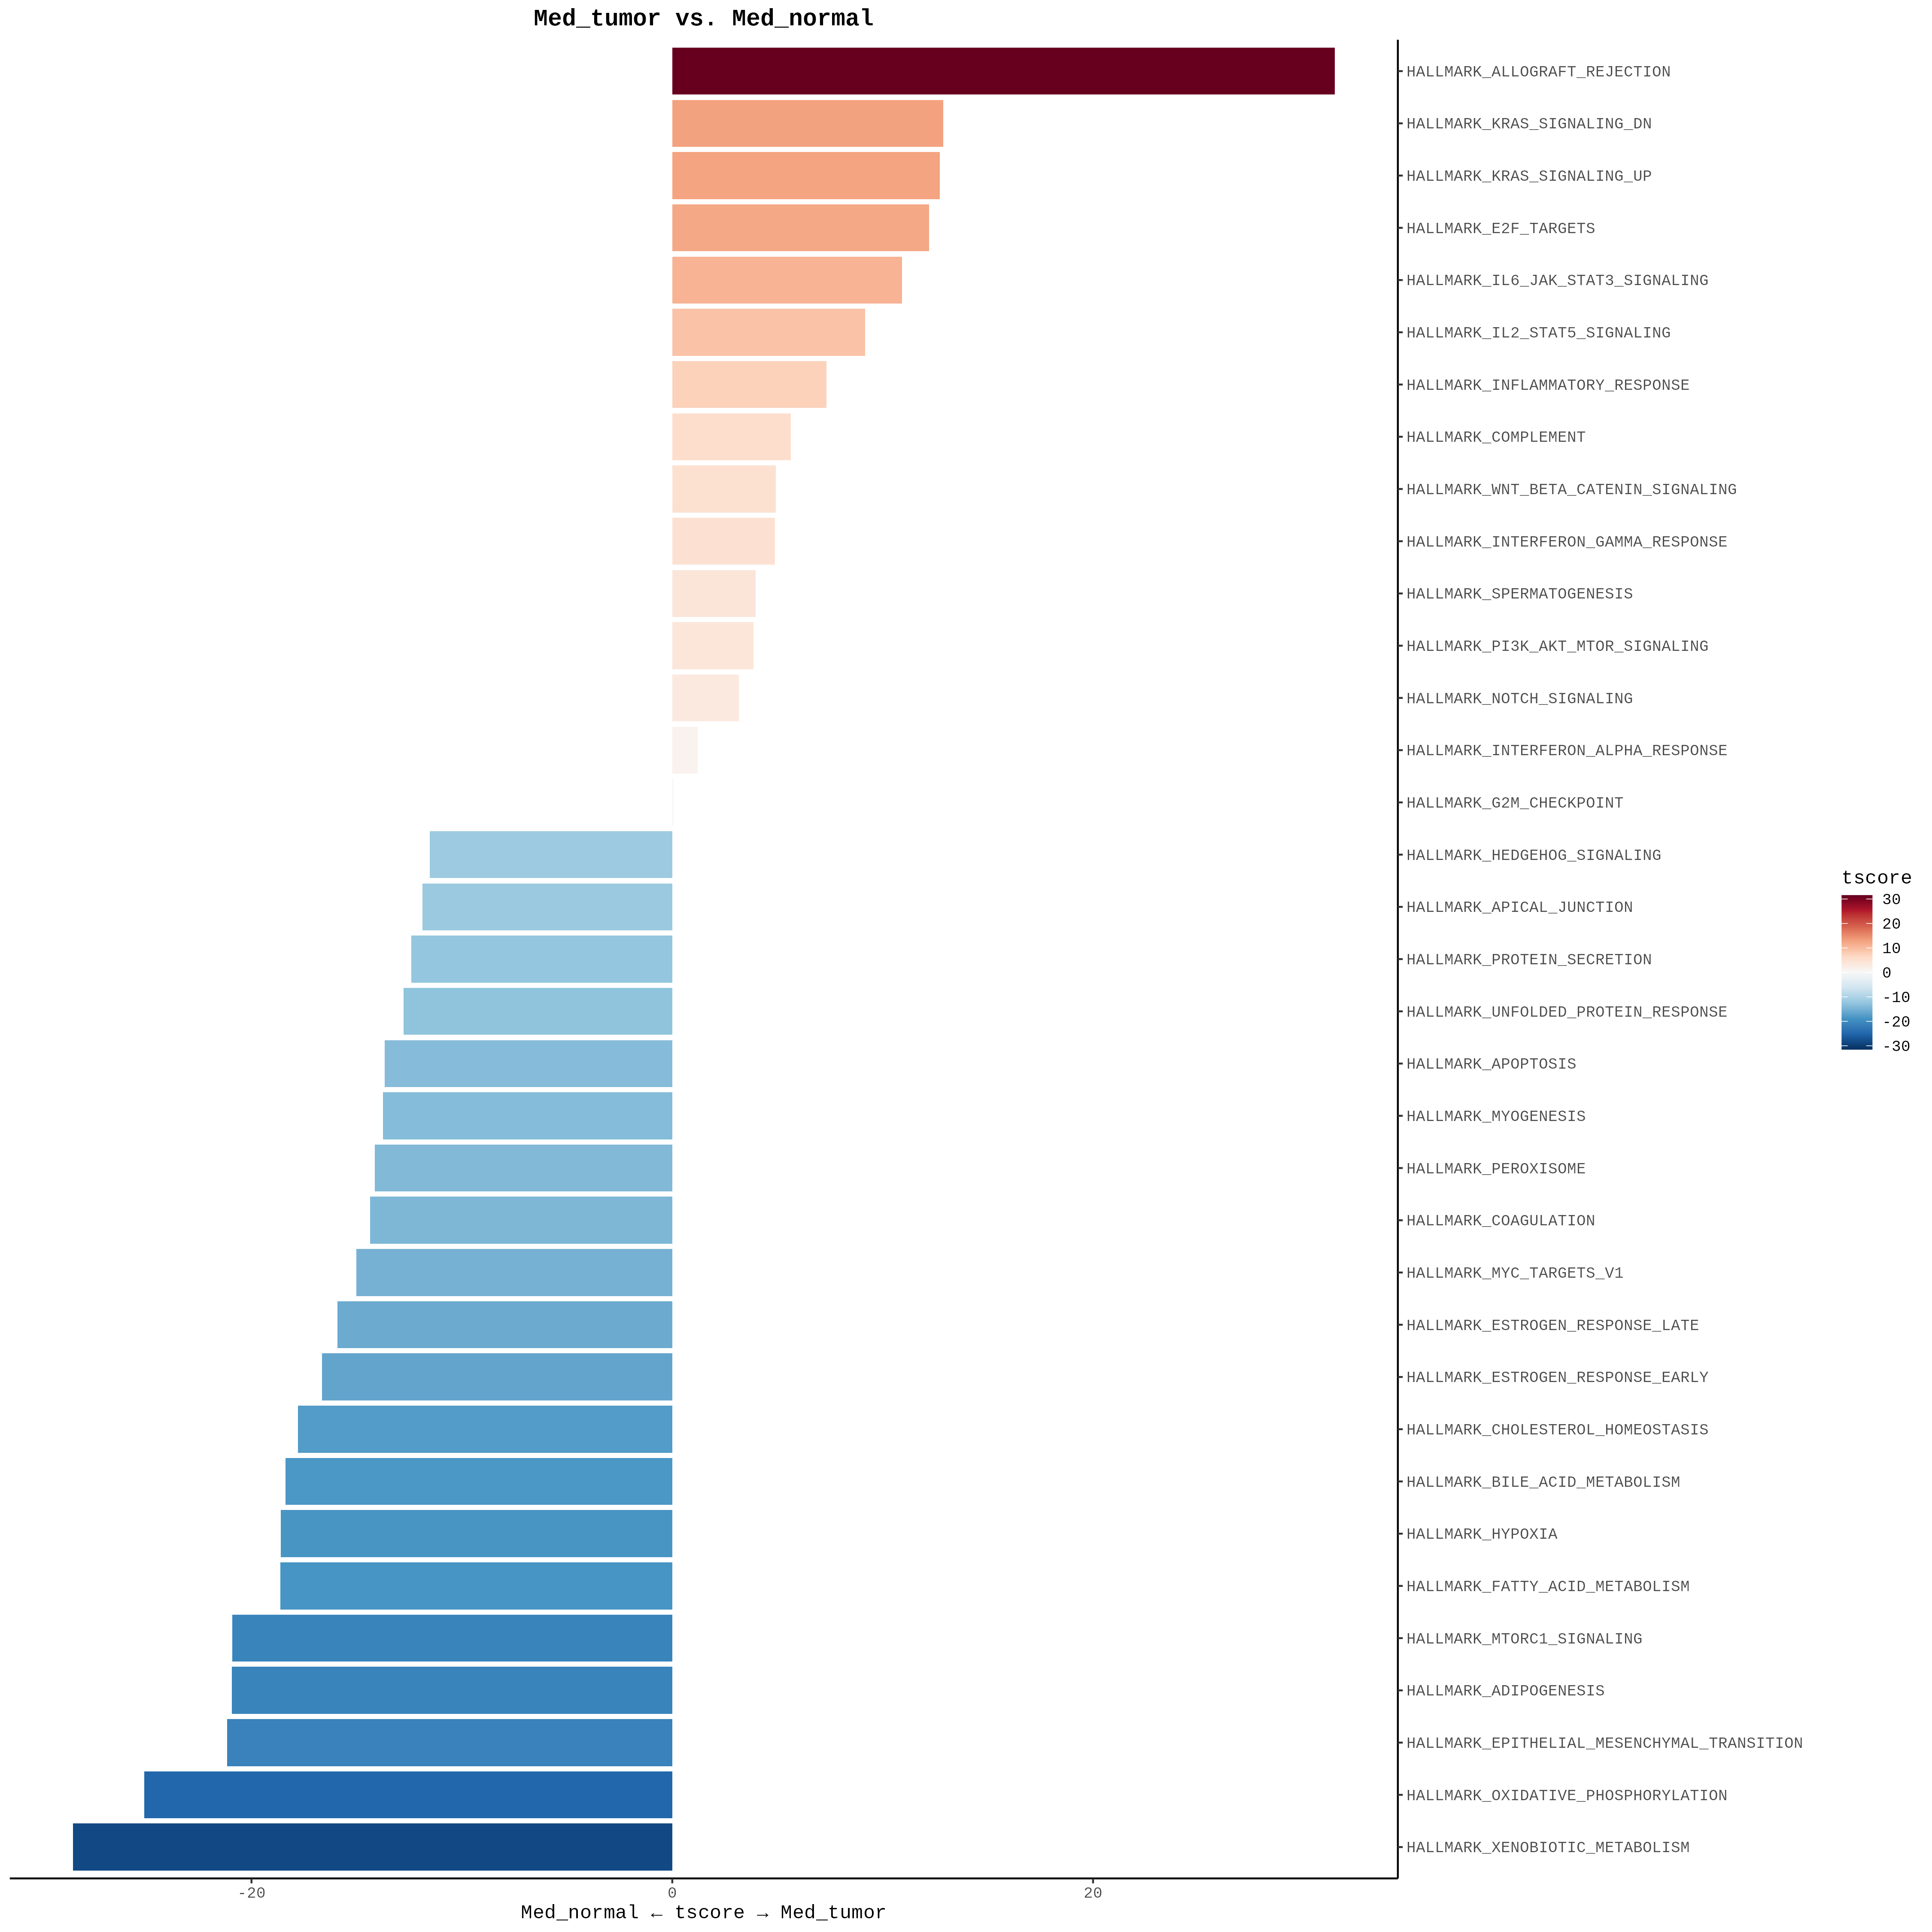 Med_tumor vs. Med_normal
HALLMARK_ALLOGRAFT_REJECTION
HALLMARK_KRAS_SIGNALING_DN
HALLMARK_KRAS_SIGNALING_UP
HALLMARK_E2F_TARGETS
HALLMARK_IL6_JAK_STAT3_SIGNALING
HALLMARK_IL2_STAT5_SIGNALING
HALLMARK_INFLAMMATORY_RESPONSE
HALLMARK_COMPLEMENT
HALLMARK_WNT_BETA_CATENIN_SIGNALING
HALLMARK_INTERFERON_GAMMA_RESPONSE
HALLMARK_SPERMATOGENESIS
HALLMARK_PI3K_AKT_MTOR_SIGNALING
HALLMARK_NOTCH_SIGNALING
HALLMARK_INTERFERON_ALPHA_RESPONSE
HALLMARK_G2M_CHECKPOINT
HALLMARK_HEDGEHOG_SIGNALING
HALLMARK_APICAL_JUNCTION
HALLMARK_PROTEIN_SECRETION
HALLMARK_UNFOLDED_PROTEIN_RESPONSE
HALLMARK_APOPTOSIS
HALLMARK_MYOGENESIS
HALLMARK_PEROXISOME
HALLMARK_COAGULATION
HALLMARK_MYC_TARGETS_V1
HALLMARK_ESTROGEN_RESPONSE_LATE
HALLMARK_ESTROGEN_RESPONSE_EARLY
HALLMARK_CHOLESTEROL_HOMEOSTASIS
HALLMARK_BILE_ACID_METABOLISM
HALLMARK_HYPOXIA
HALLMARK_FATTY_ACID_METABOLISM
HALLMARK_MTORC1_SIGNALING
HALLMARK_ADIPOGENESIS
HALLMARK_EPITHELIAL_MESENCHYMAL_TRANSITION
HALLMARK_OXIDATIVE_PHOSPHORYLATION
HALLMARK_XENOBIOTIC_METABOLISM
-20 0 20
Med_normal ← tscore → Med_tumor
tscore
30
20
10
0
-10
-20
-30